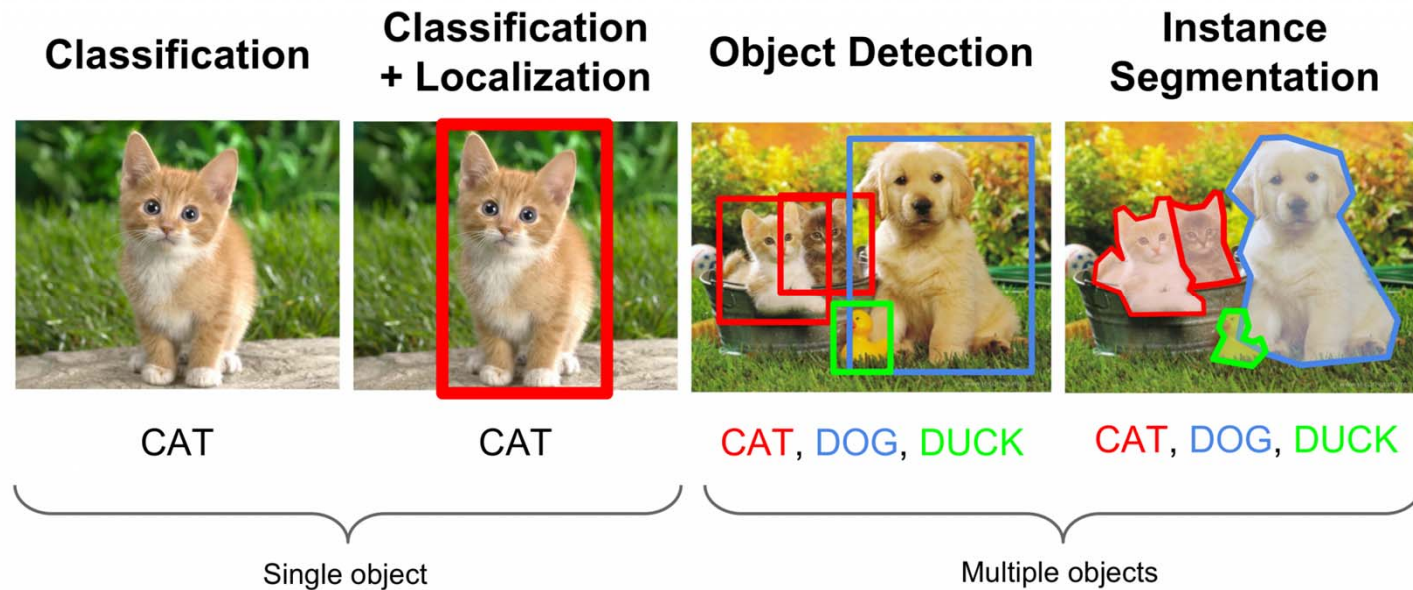 Classification
Classification
+ Localization
Object Detection
Instance
Segmentation
CAT
CAT
CAT, DOG, DUCK
CAT, DOG, DUCK
Single object
Multiple objects